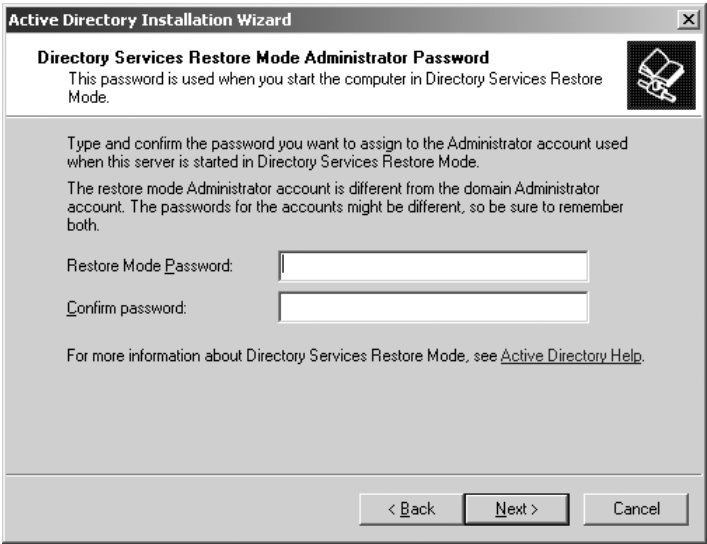 Active Directory Installation Wizard
Directory Services Restore Mode Administrator Password
This password is used when you start the computer in Directory Services Restore
Mode.
Type and confirm the password you want to assign to the Administrator account used
when this server is started in Directory Services Restore Mode.
The restore mode Administrator account is different from the domain Administrator
account. The passwords for the accounts might be different, so be sure to remember
both.
Restore Mode Password:
Confirm password:
For more information about Directory Services Restore Mode, see Active Directory Help.
< Back Next > Cancel